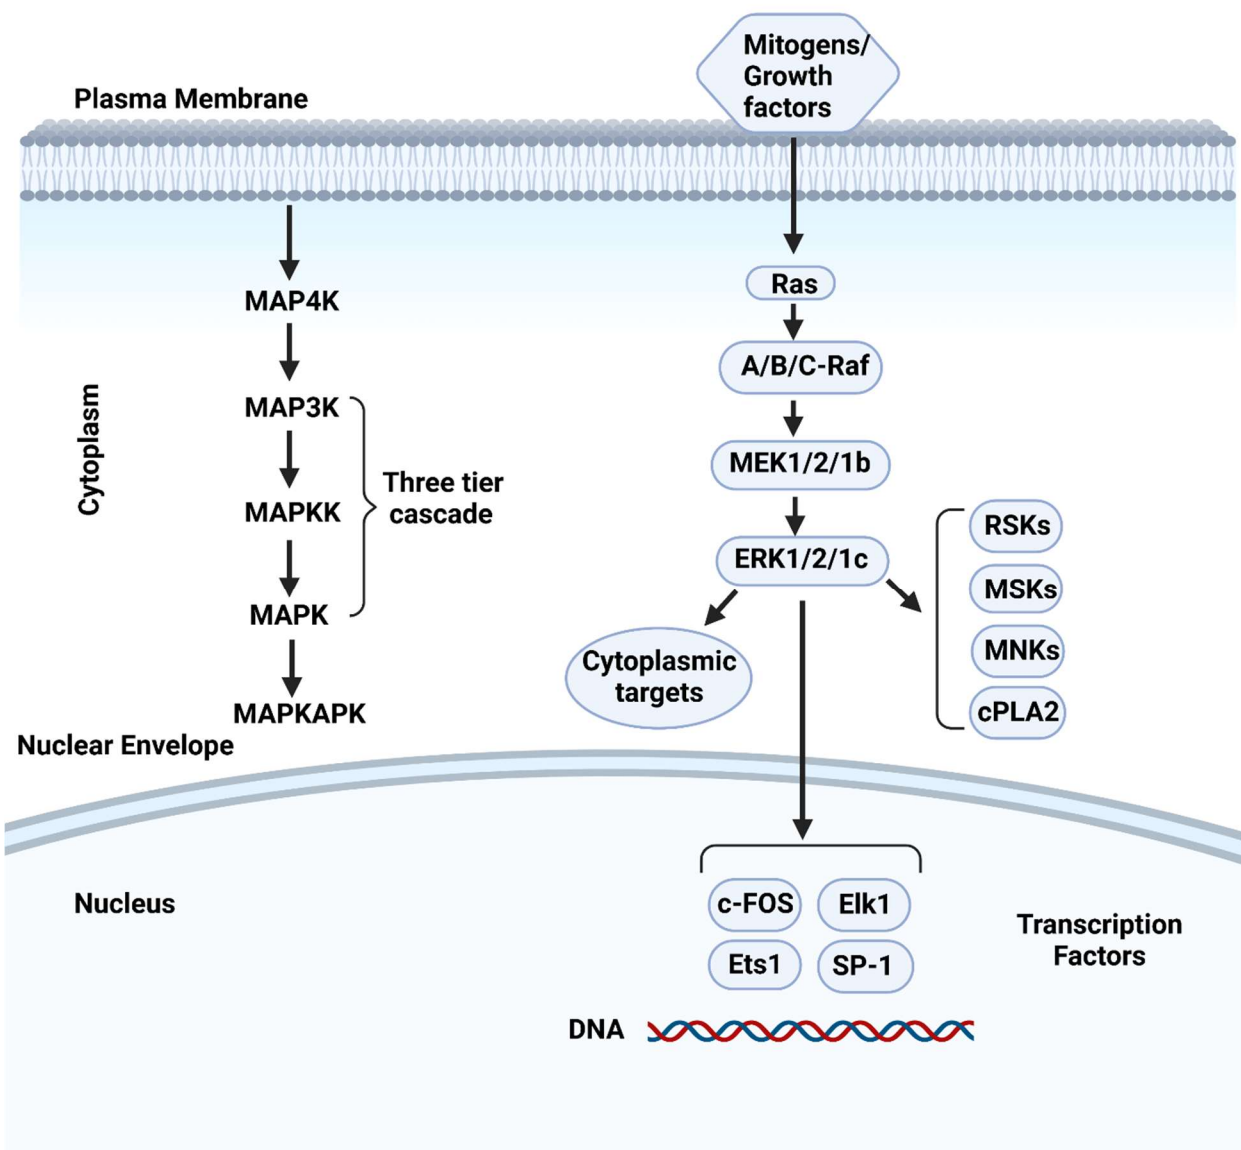 Mitogens/
Growth
factors
Plasma Membrane
Ras
MAP4K
A/B/C-Raf
Cytoplasm
MAP3K
MEK1/2/1b
Three tier
cascade
MAPKK
RSKs
ERK1/2/1c
MSKs
MAPK
MNKs
Cytoplasmic
targets
MAPKAPK
cPLA2
Nuclear Envelope
Nucleus
c-FOS
Elk1
Transcription
Factors
Ets1
SP-1
DNA